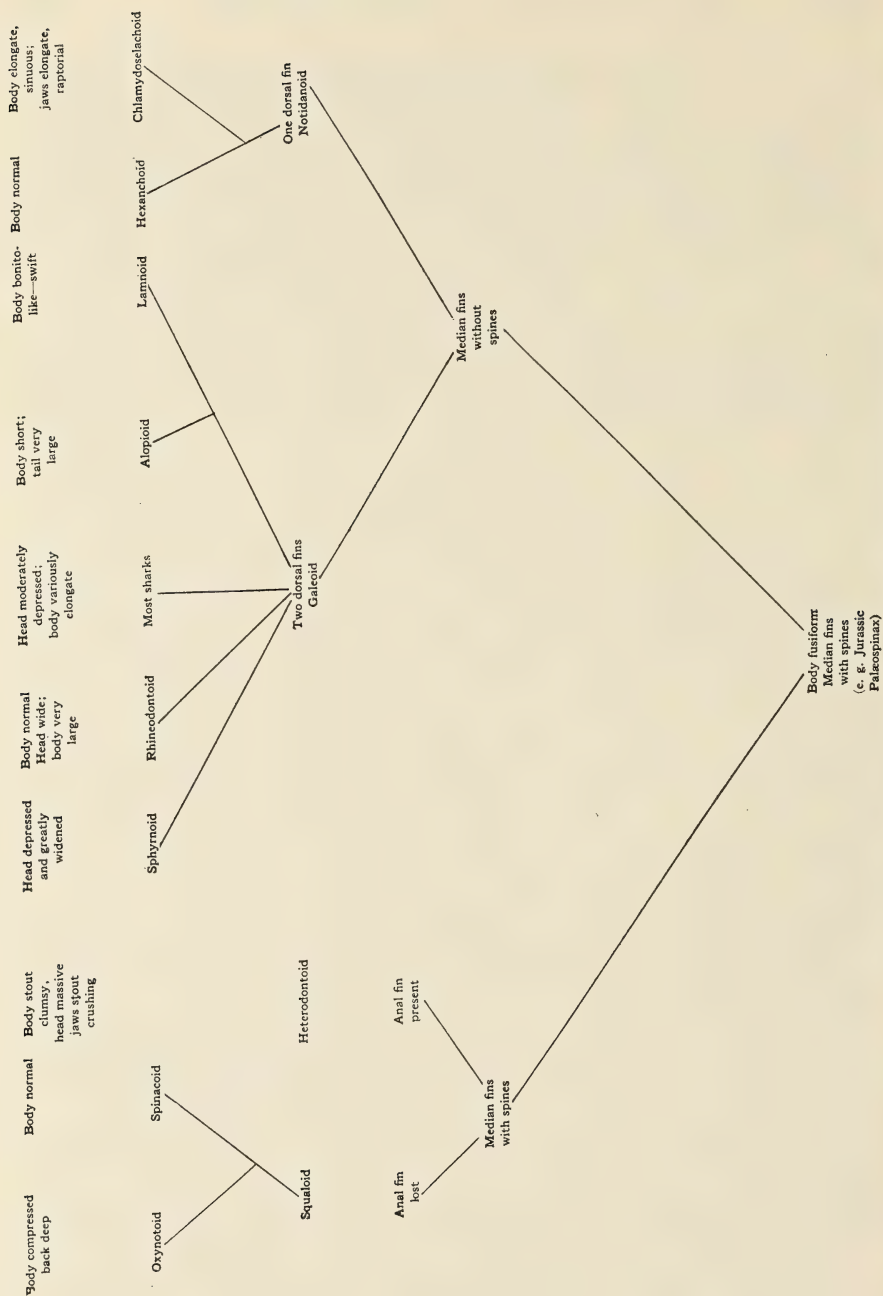 Body compressed
back deep
Body normal
Body stout
clumsy,
head massive
jaws stout
crushing
Head depressed
and greatly
widened
Body normal
Head wide;
body very
large
Head moderately
depressed;
body variously
elongate
Body short;
tail very
large
Body bonito-
like—swift
Body normal
Body elongate,
sinuous;
jaws elongate,
raptorial
Oxynotoid
Spinacoid
Sphyrnoid
Rhineodontoid
Most sharks
Alopioid
Lamnoid
Hexanchoid
Chlamydoselachoid
Squaloid
Heterodontoid
Two dorsal fins
Galeoid
One dorsal fin
Notidanoid
Anal fin
lost
Anal fin
present
Median fins
with spines
Median fins
without
spines
Body fusiform
Median fins
with spines
(e. g. Jurassic
Palæospinax)